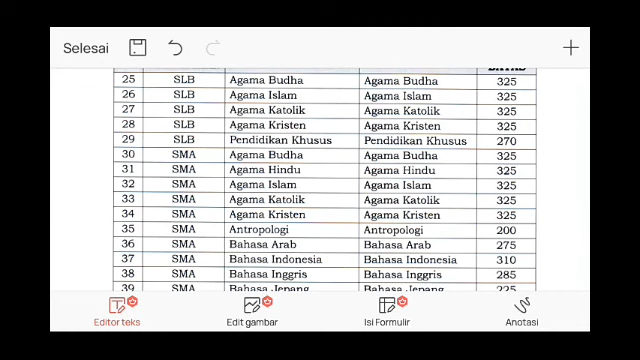 Selesai
BATAS
25 SLB Agama Budha Agama Budha 325
26 SLB Agama Islam Agama Islam 325
27 SLB Agama Katolik Agama Katolik 325
28 SLB Agama Kristen Agama Kristen 325
29 SLB Pendidikan Khusus Pendidikan Khusus 270
30 SMA Agama Budha Agama Budha 325
31 SMA Agama Hindu Agama Hindu 325
32 SMA Agama Islam Agama Islam 325
33 SMA Agama Katolik Agama Katolik 325
34 SMA Agama Kristen Agama Kristen 325
35 SMA Antropologi Antropologi 200
36 SMA Bahasa Arab Bahasa Arab 275
37 SMA Bahasa Indonesia Bahasa Indonesia 310
38 SMA Bahasa Inggris Bahasa Inggris 285
39 SMA Bahasa Jepang Bahasa Jepang 225
Editor teks Edit gambar Isi Formulir Anotasi